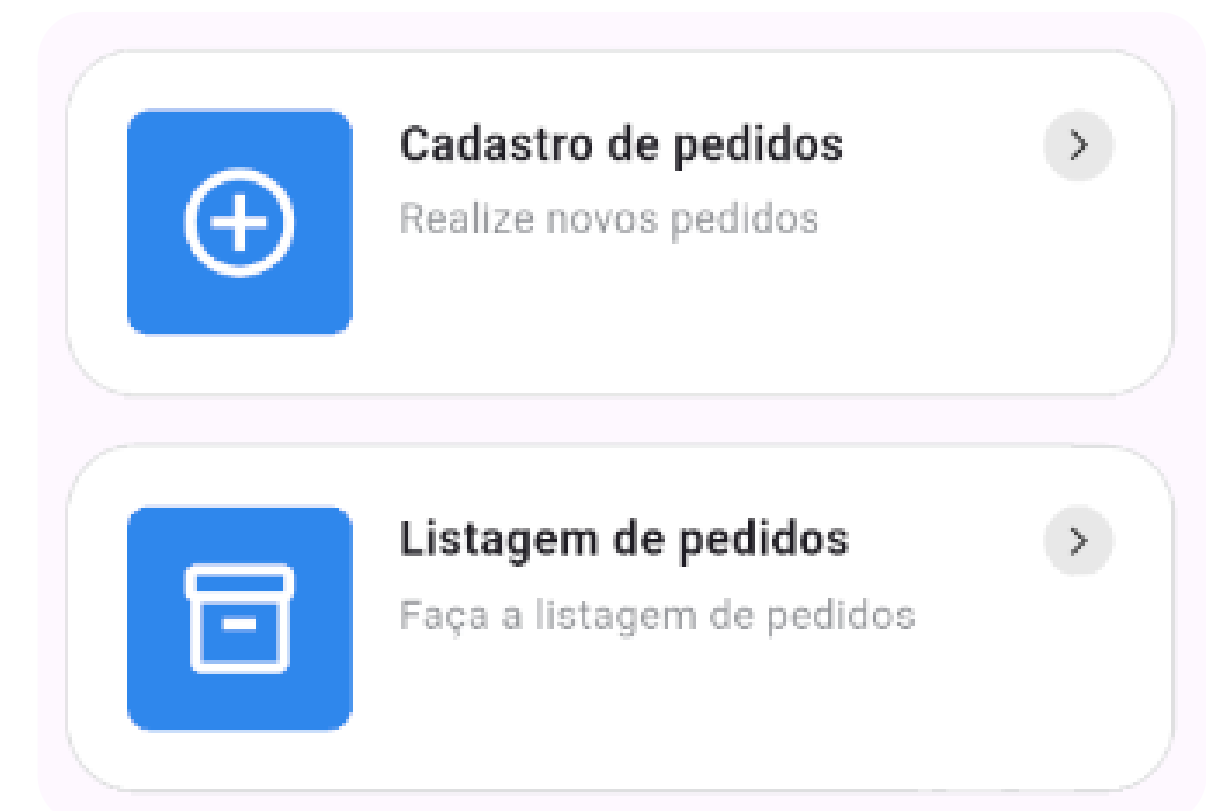 Cadastro de pedidos
Realize novos pedidos
Listagem de pedidos
Faça a listagem de pedidos